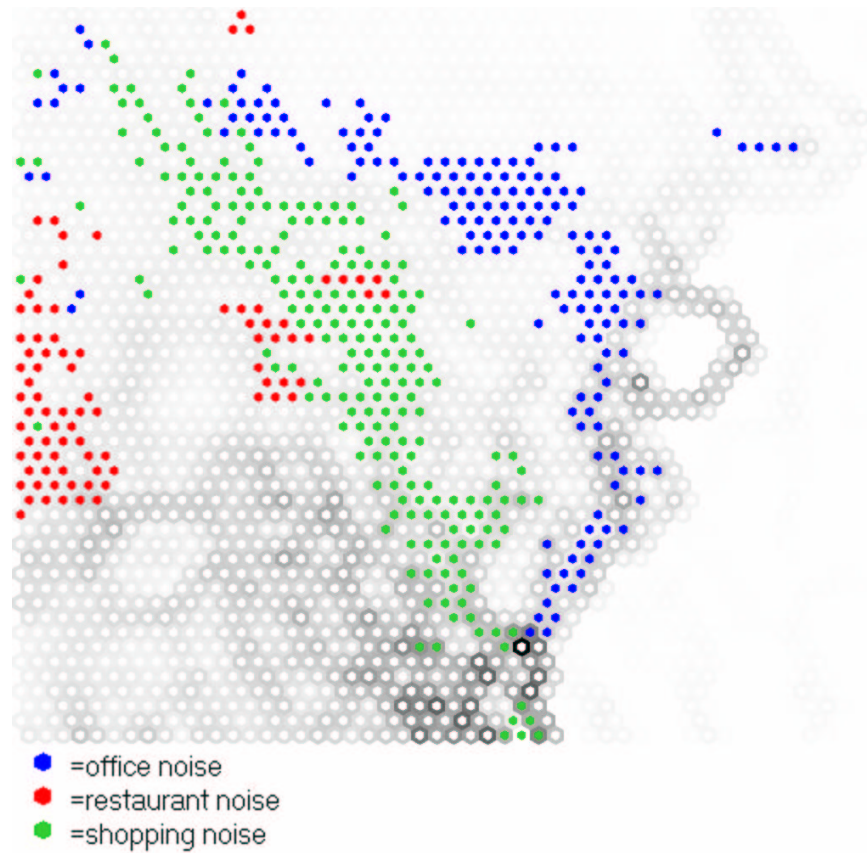 =office noise
=restaurant noise
=shopping noise